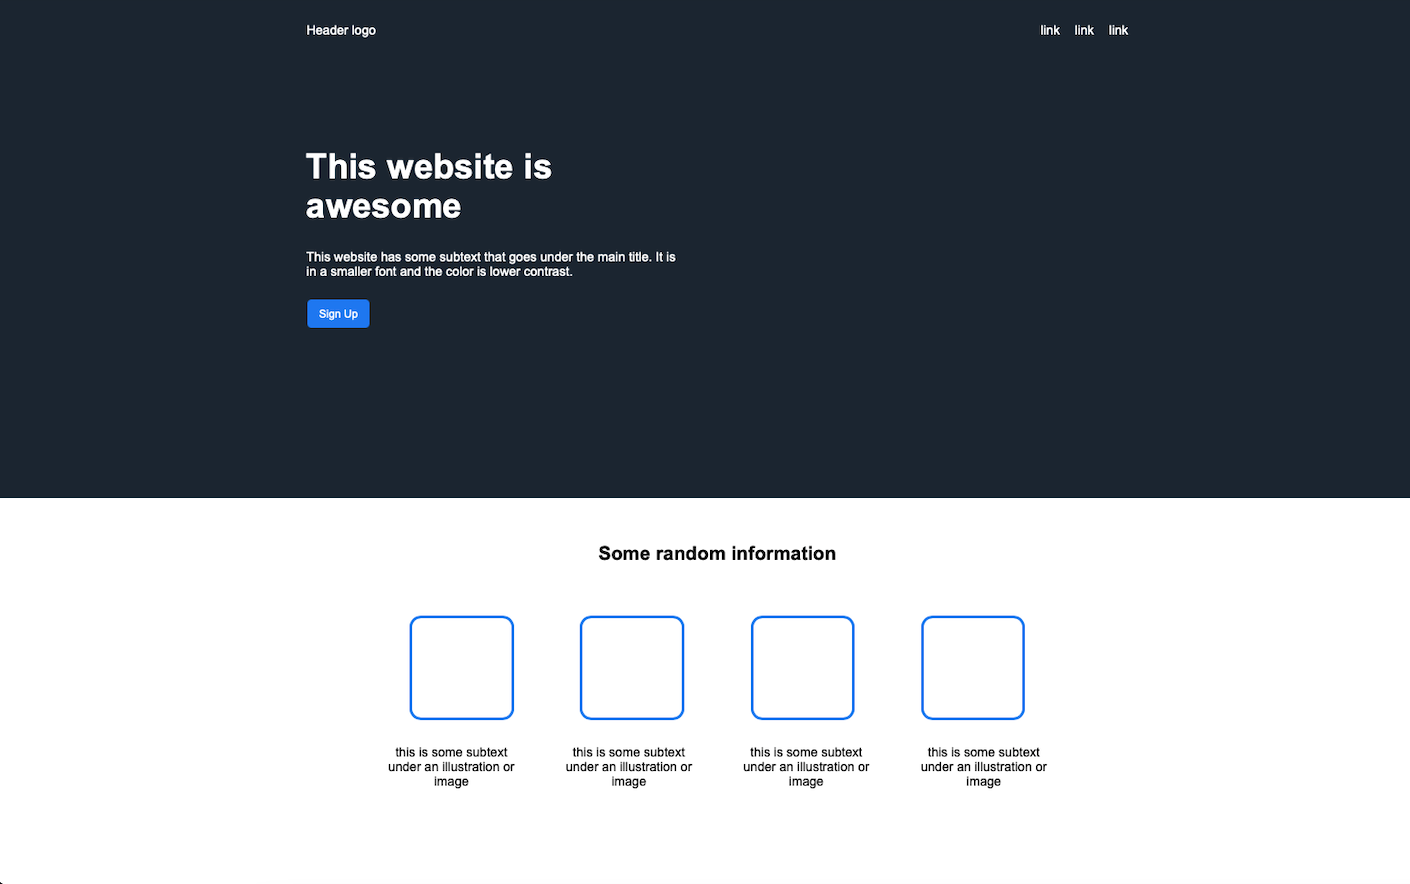 Header logo
link link link
This website is
awesome
This website has some subtext that goes under the main title. It is
in a smaller font and the color is lower contrast.
Sign Up
Some random information
this is some subtext
under an illustration or
image
this is some subtext
under an illustration or
image
this is some subtext
under an illustration or
image
this is some subtext
under an illustration or
image